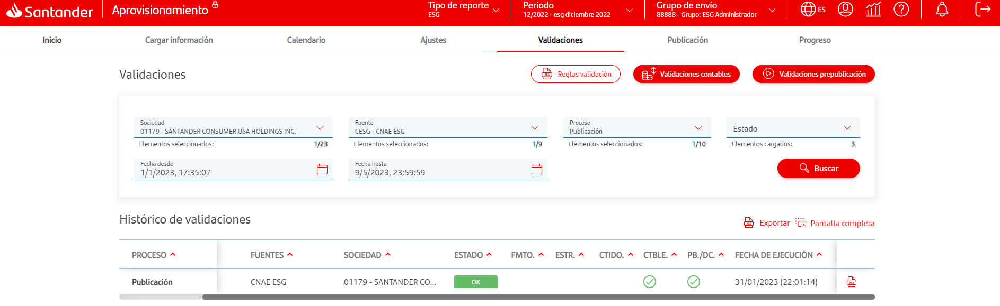 Santander
Aprovisionamiento
Tipo de reporte
ESG
Periodo
12/2022 - esg diciembre 2022
Grupo de envío
88888 - Grupo: ESG Administrador
ES
Inicio
Cargar información
Calendario
Ajustes
Validaciones
Publicación
Progreso
Validaciones
XLS
Reglas validación
Validaciones contables
Validaciones prepublicación
Sociedad
01179 - SANTANDER CONSUMER USA HOLDINGS INC.
Elementos seleccionados: 1/23
Fuente
CESG - CNAE ESG
Elementos seleccionados: 1/9
Proceso
Publicación
Elementos seleccionados: 1/10
Estado
Elementos cargados: 3
Fecha desde
1/1/2023, 17:35:07
Fecha hasta
9/5/2023, 23:59:59
Buscar
Histórico de validaciones
XLS
Exportar
Pantalla completa
PROCESO FUENTES SOCIEDAD ESTADO FMTO. ESTR. CTIDO. CTBLE. PB./DC. FECHA DE EJECUCIÓN
Publicación CNAE ESG 01179 - SANTANDER CO... OK 31/01/2023 (22:01:14) XLS